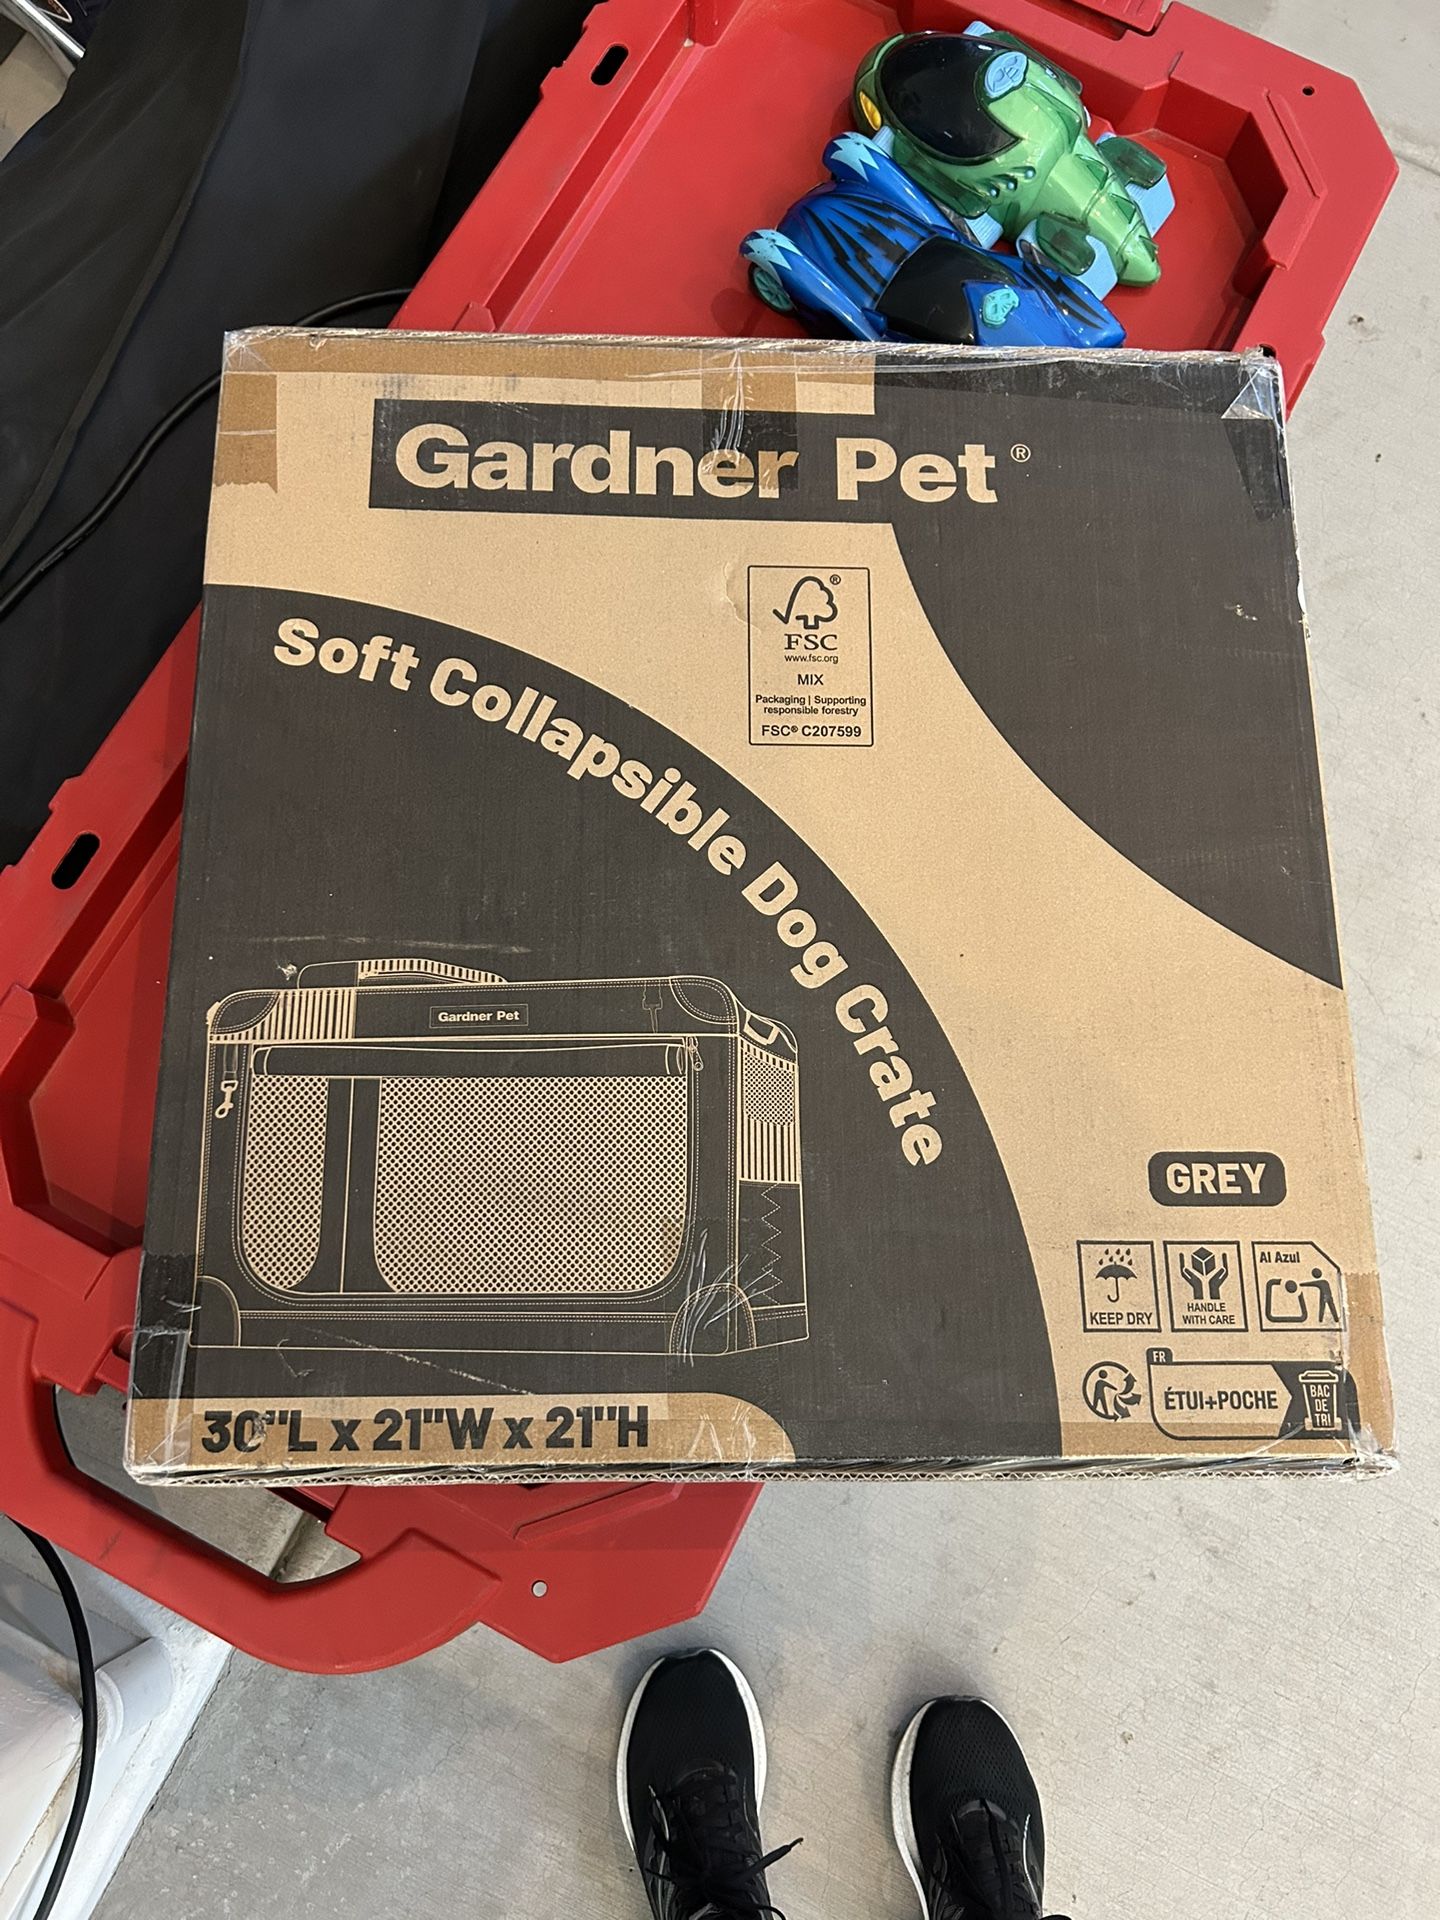 Gardner Pet ®
FSC ®
www.fsc.org
MIX
Packaging | Supporting
responsible forestry
FSC® C207599
Soft Collapsible Dog Crate
Gardner Pet
GREY
KEEP DRY
HANDLE
WITH CARE
Al Azul
FR
ÉTUI+POCHE
BAC
DE
TRI
30"L x 21"W x 21"H